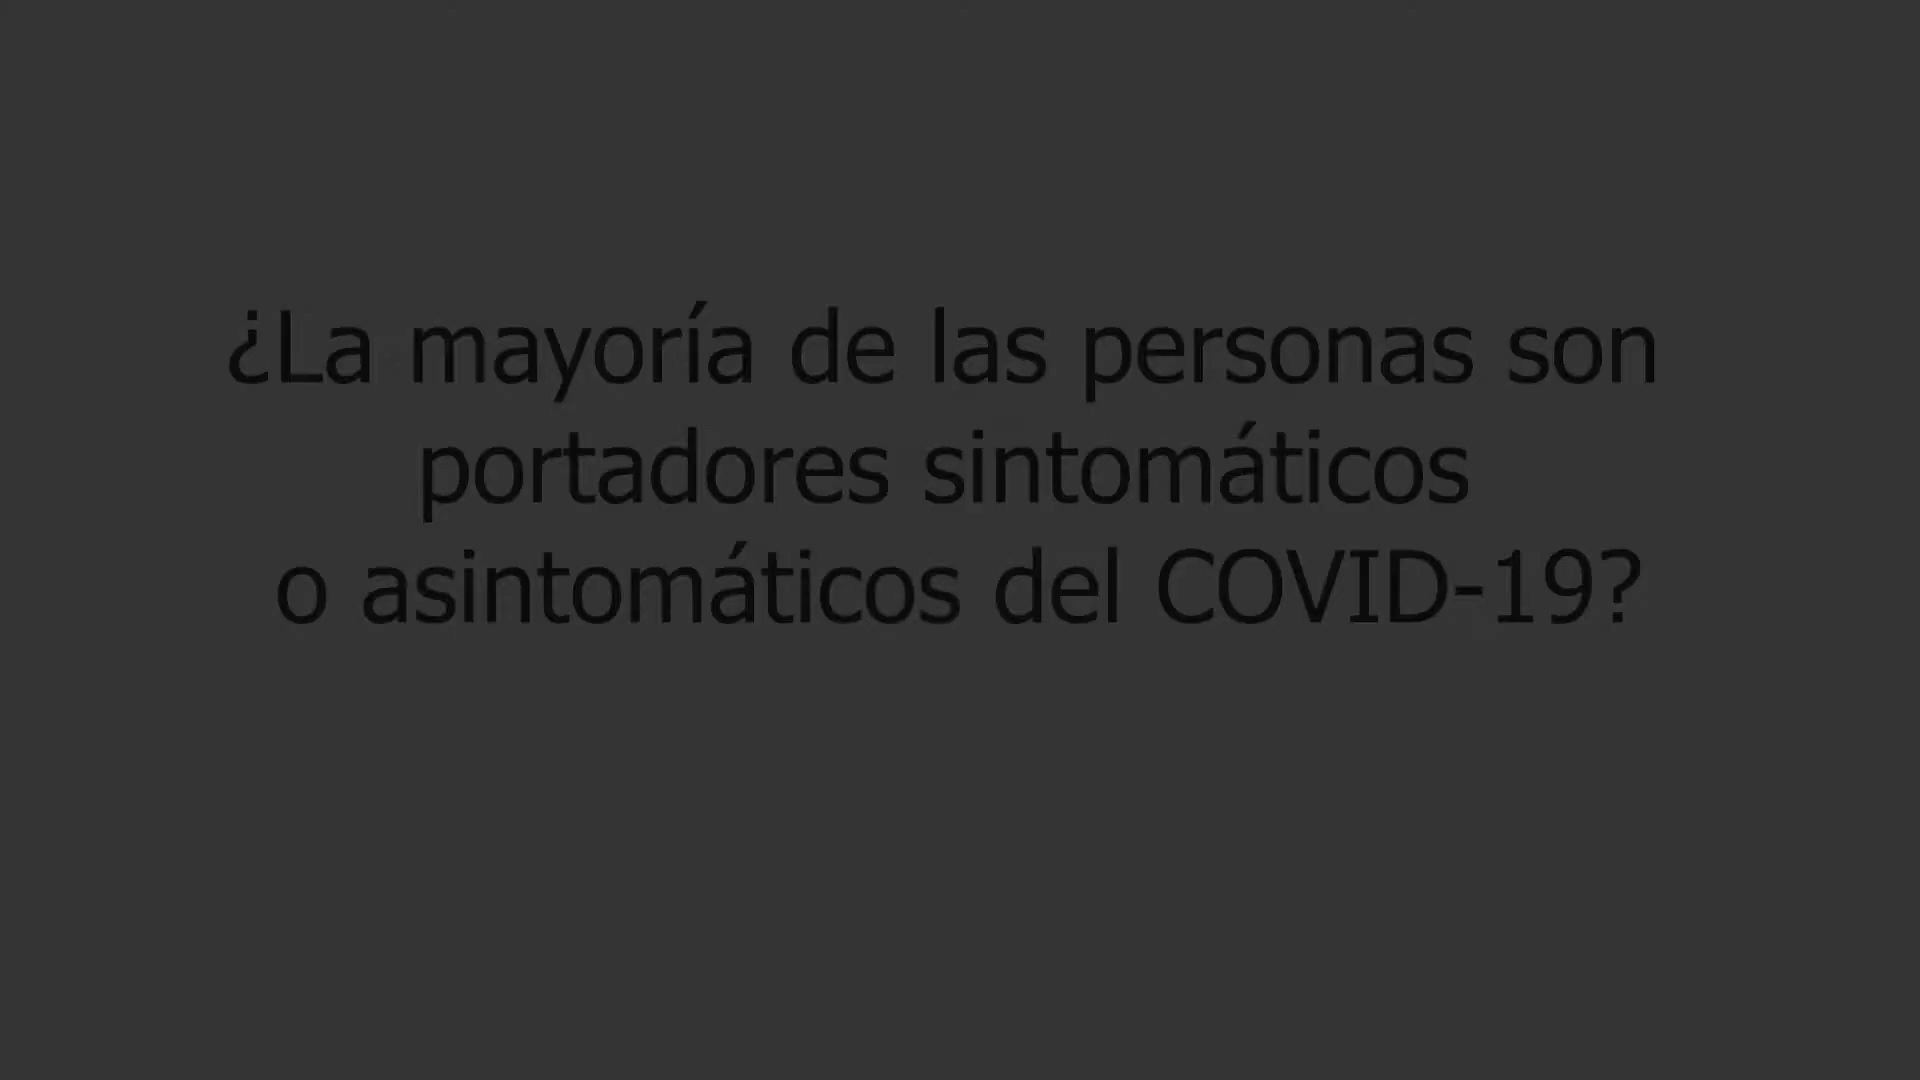 ¿La mayoría de las personas son
portadores sintomáticos
o asintomáticos del COVID-19?